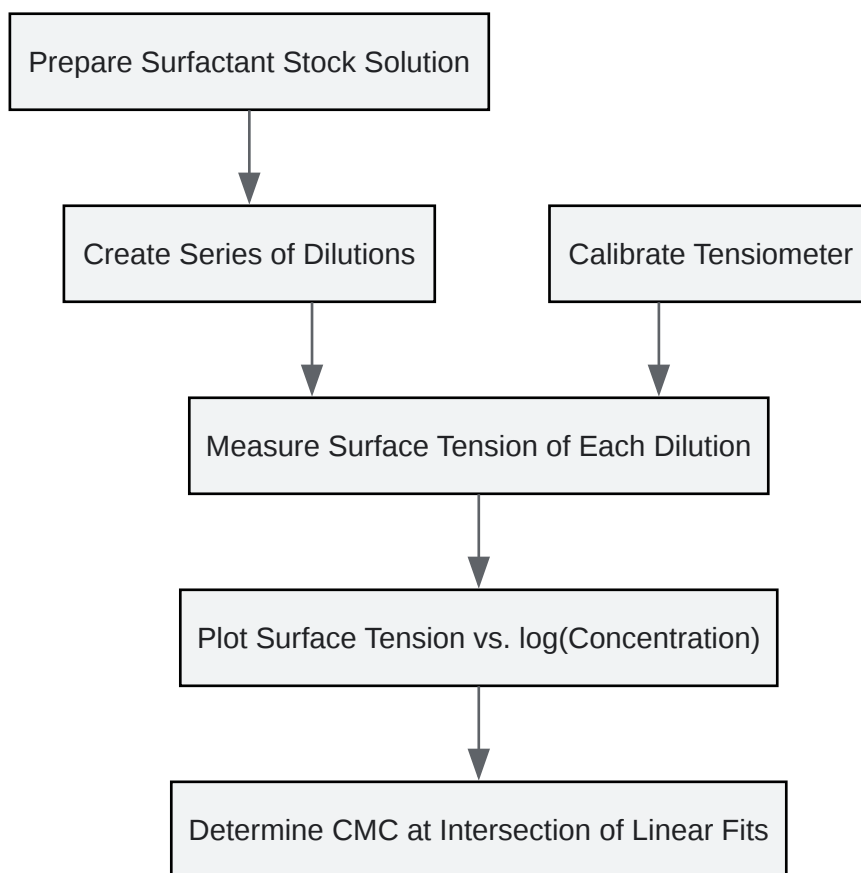 Prepare Surfactant Stock Solution
Create Series of Dilutions
Calibrate Tensiometer
Measure Surface Tension of Each Dilution
Plot Surface Tension vs. log(Concentration)
Determine CMC at Intersection of Linear Fits